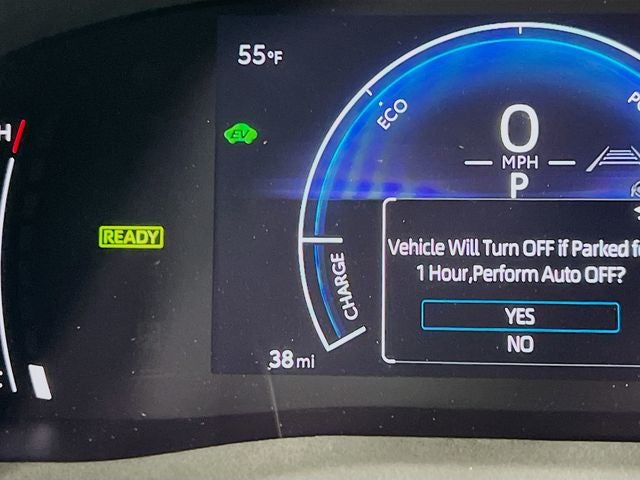 55°F
H
EV
ECO
0
MPH
P
READY
CHARGE
Vehicle Will Turn OFF if Parked
1 Hour,Perform Auto OFF?
YES
NO
38 mi